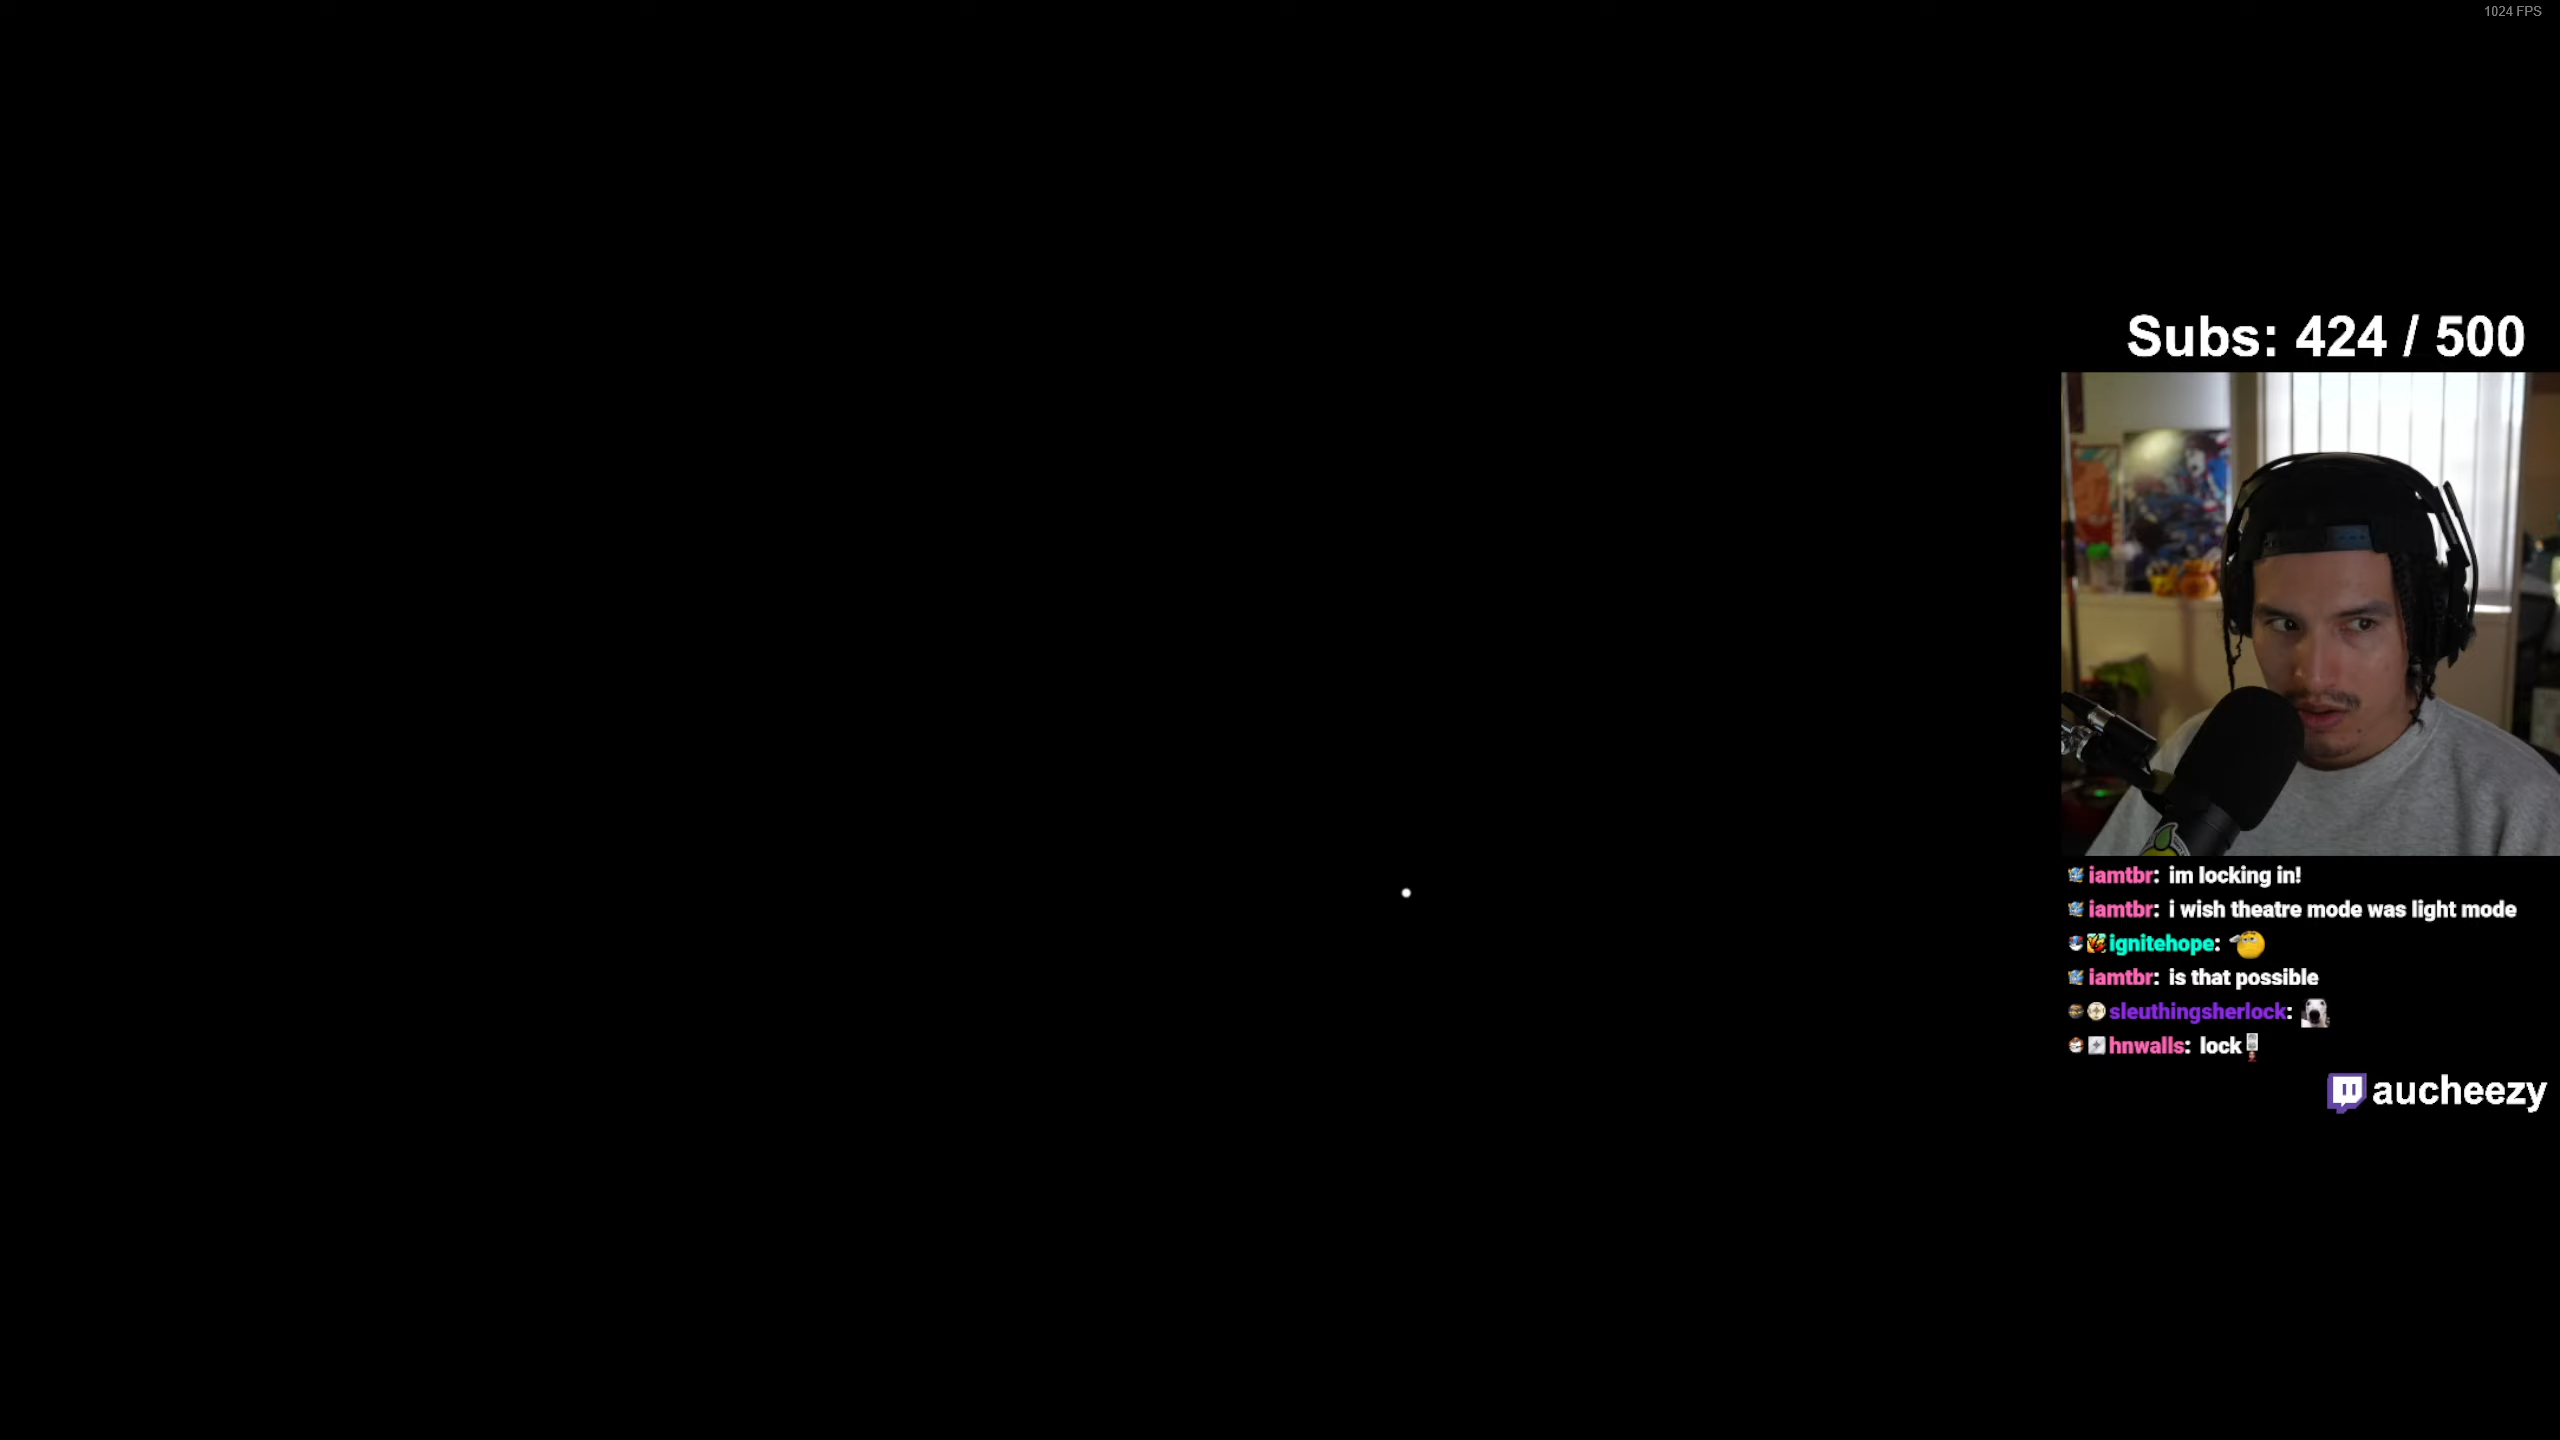 1024 FPS
Subs: 424 / 500
iamtbr: im locking in!
iamtbr: i wish theatre mode was light mode
ignitehope:
iamtbr: is that possible
sleuthingsherlock:
hnwalls: lock
aucheezy